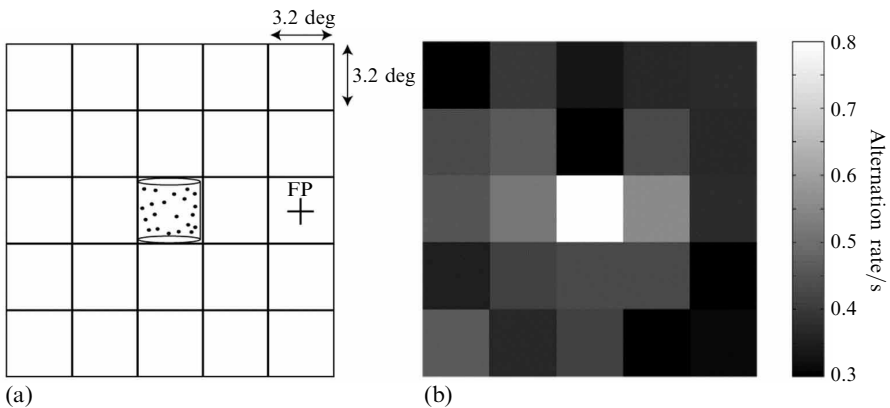 3.2 deg
3.2 deg
FP
(a)
(b)
0.8
0.7
0.6
0.5
0.4
0.3
Alternation rate/s